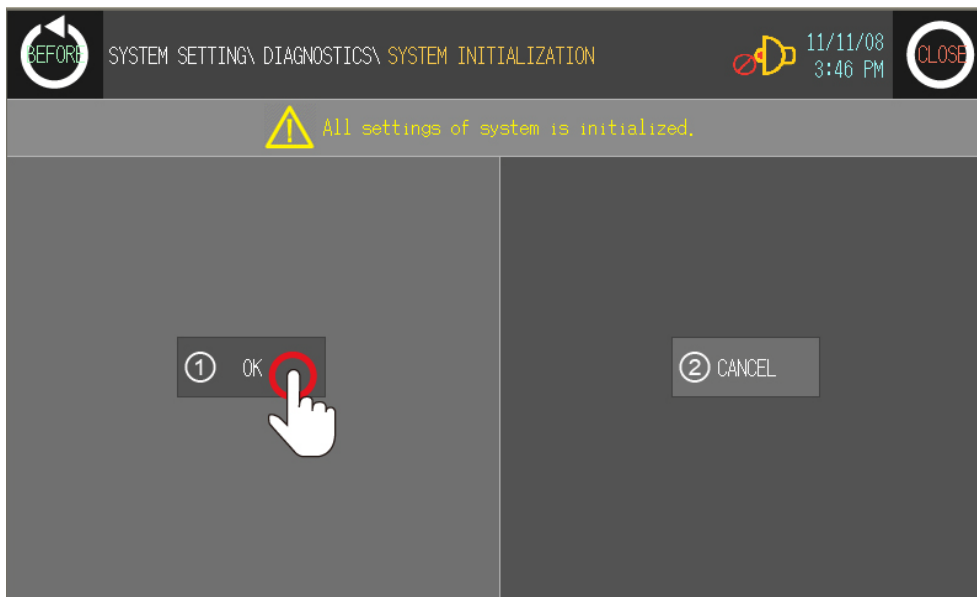 BEFORE
SYSTEM SETTING\ DIAGNOSTICS\ SYSTEM INITIALIZATION
11/11/08
3:46 PM
CLOSE
All settings of system is initialized.
① OK
② CANCEL